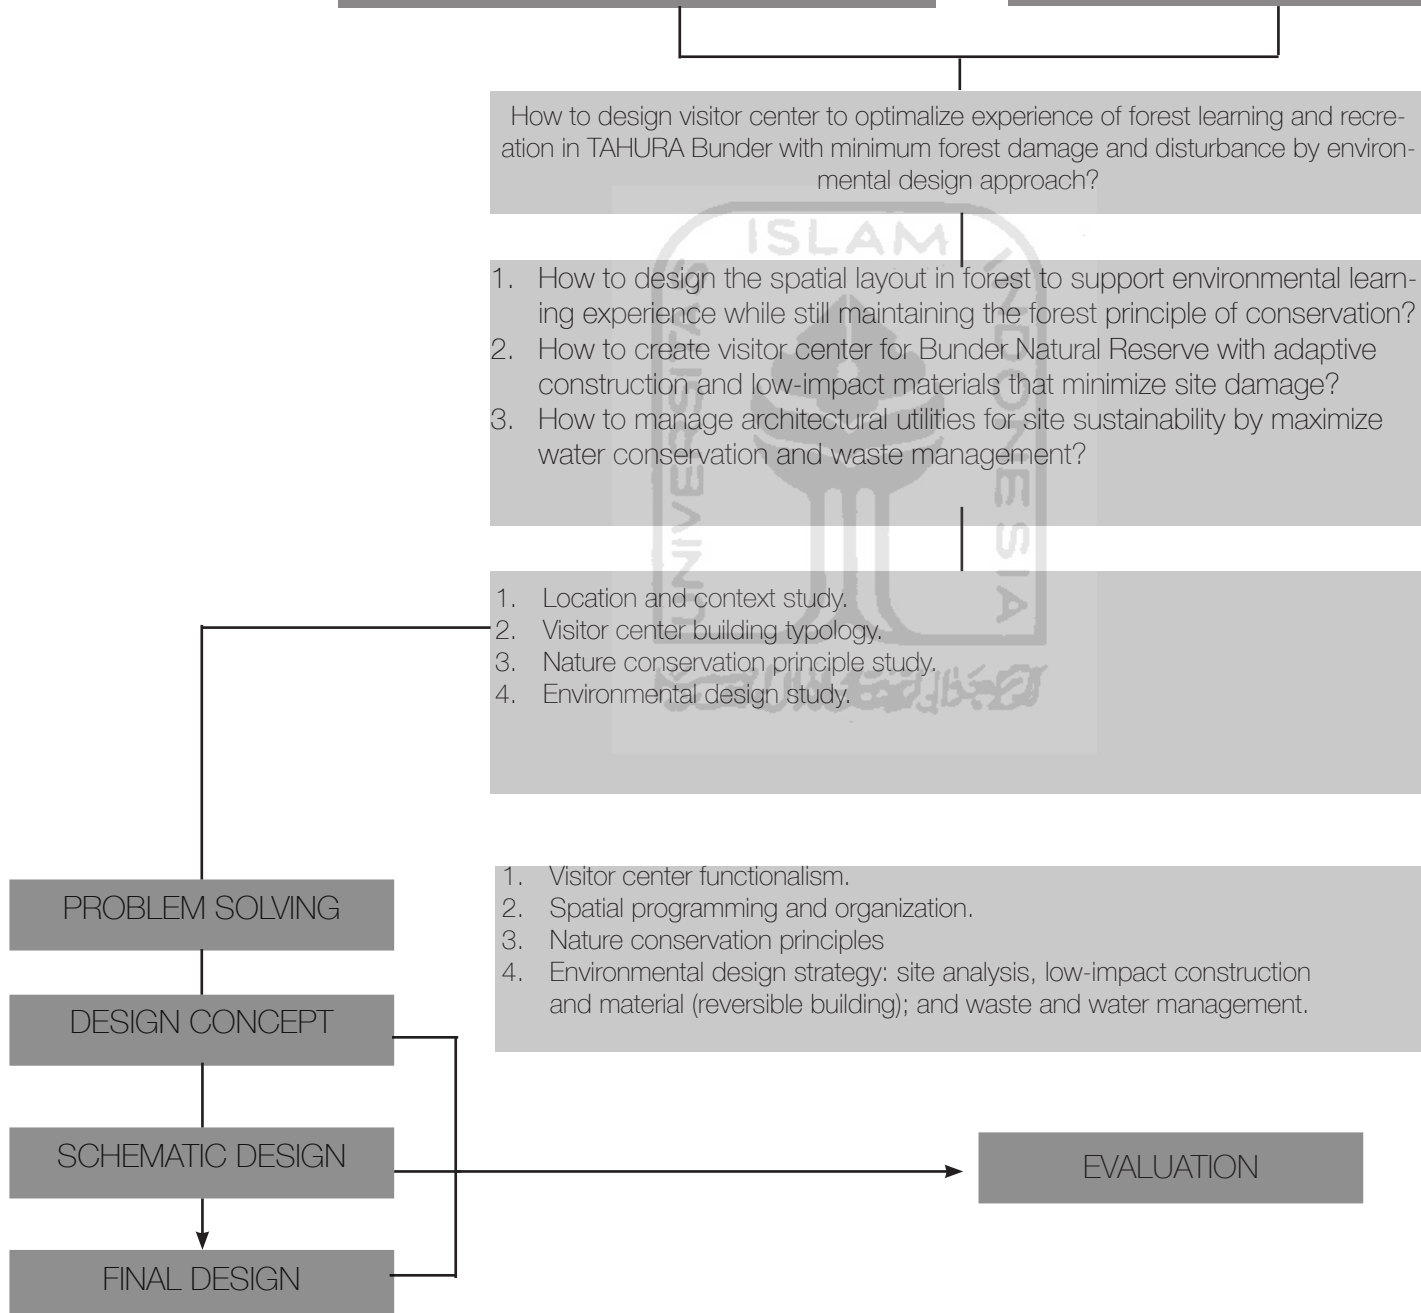 How to design visitor center to optimalize experience of forest learning and recre-
ation in TAHURA Bunder with minimum forest damage and disturbance by environ-
mental design approach?
ISLAM
UNIVERSITAS
INDONESIA
1. How to design the spatial layout in forest to support environmental learn-
ing experience while still maintaining the forest principle of conservation?
2. How to create visitor center for Bunder Natural Reserve with adaptive
construction and low-impact materials that minimize site damage?
3. How to manage architectural utilities for site sustainability by maximize
water conservation and waste management?
1. Location and context study.
2. Visitor center building typology.
3. Nature conservation principle study.
4. Environmental design study.
PROBLEM SOLVING
1. Visitor center functionalism.
2. Spatial programming and organization.
3. Nature conservation principles
4. Environmental design strategy: site analysis, low-impact construction
and material (reversible building); and waste and water management.
DESIGN CONCEPT
SCHEMATIC DESIGN
EVALUATION
FINAL DESIGN